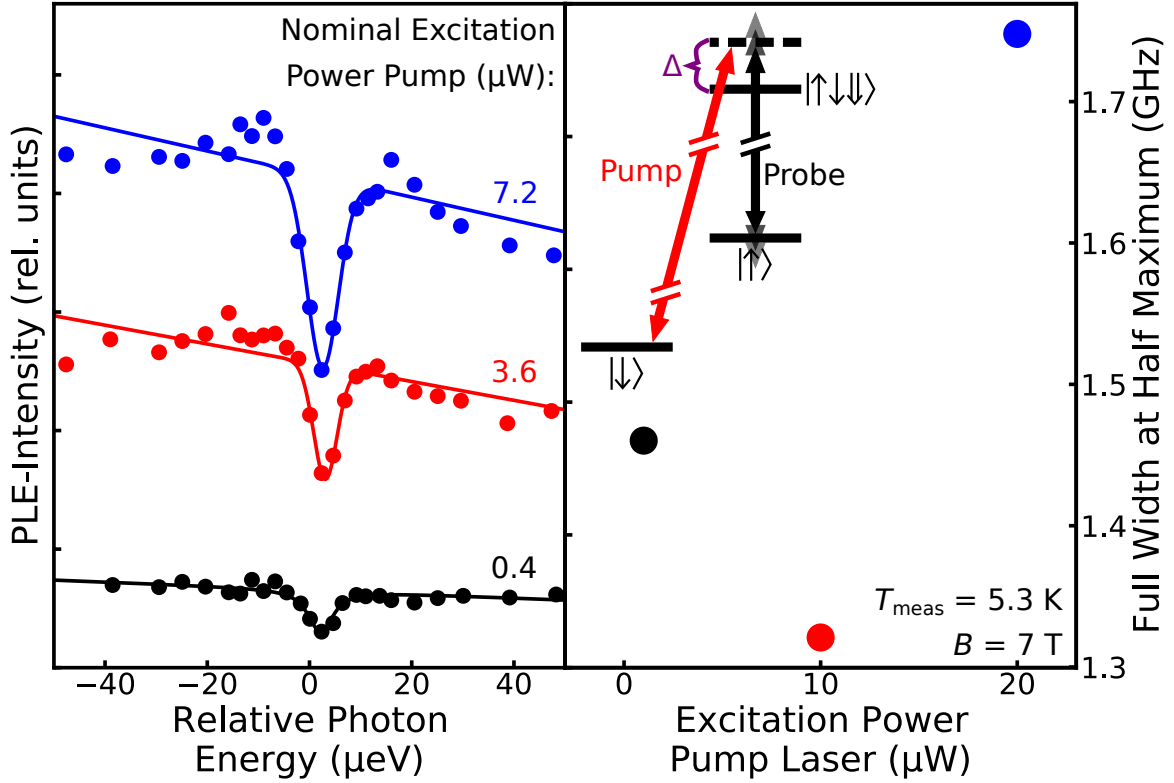 Nominal Excitation
Power Pump (μW):
7.2
3.6
0.4
PLE-Intensity (rel. units)
−40 −20 0 20 40
Relative Photon
Energy (μeV)
Δ
|↑↓⇓⟩
Pump
Probe
|↑⟩
|↓⟩
T_meas = 5.3 K
B = 7 T
0 10 20
Excitation Power
Pump Laser (μW)
1.7
1.6
1.5
1.4
1.3
Full Width at Half Maximum (GHz)